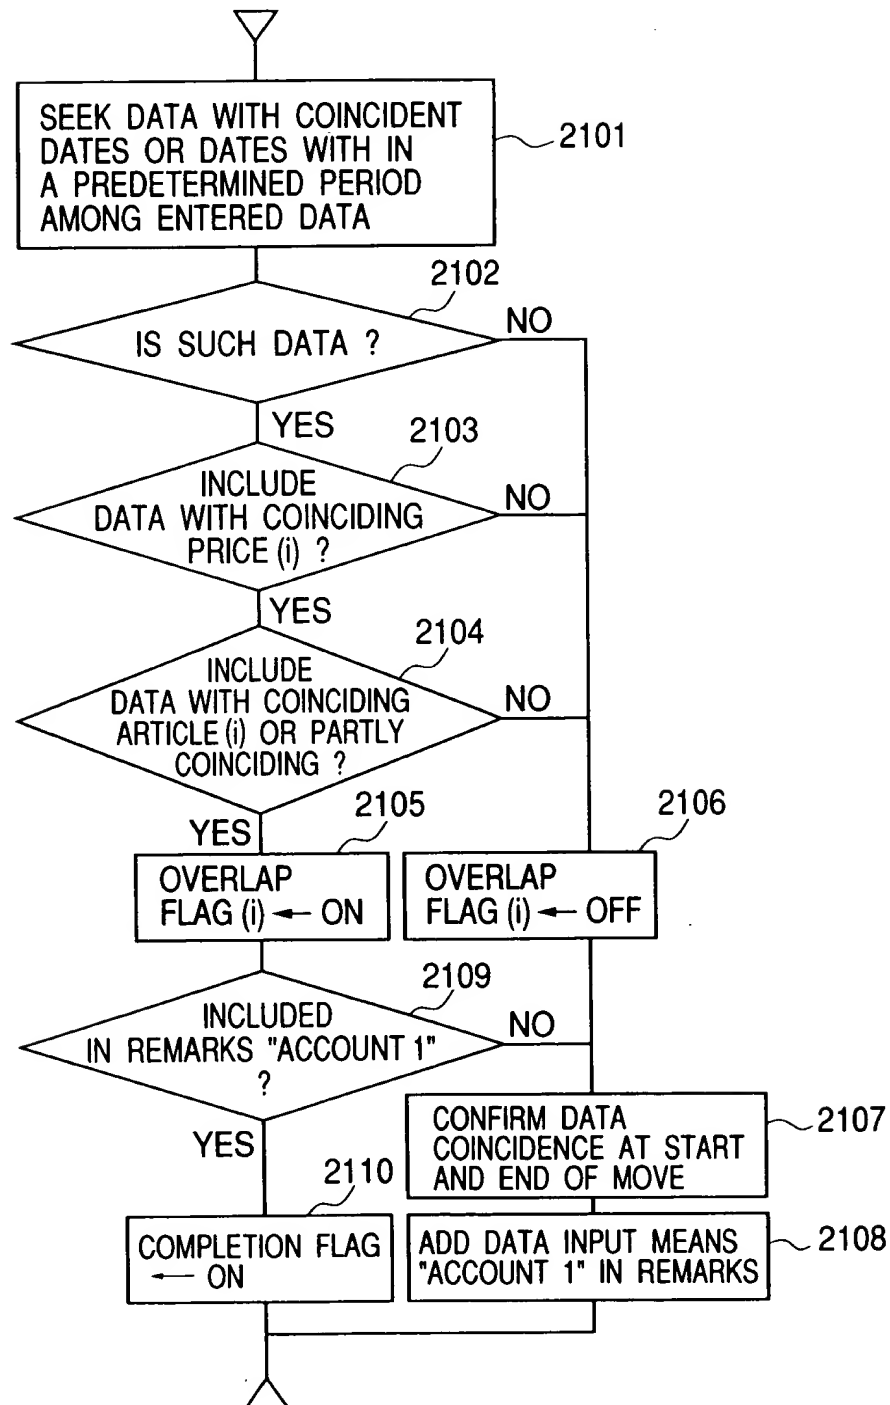 SEEK DATA WITH COINCIDENT
DATES OR DATES WITH IN
A PREDETERMINED PERIOD
AMONG ENTERED DATA
2101
2102
IS SUCH DATA ?
NO
YES
2103
INCLUDE
DATA WITH COINCIDING
PRICE (i) ?
NO
YES
2104
INCLUDE
DATA WITH COINCIDING
ARTICLE (i) OR PARTLY
COINCIDING ?
NO
YES
2105
OVERLAP
FLAG (i) ← ON
2106
OVERLAP
FLAG (i) ← OFF
2109
INCLUDED
IN REMARKS "ACCOUNT 1"
?
NO
YES
CONFIRM DATA
COINCIDENCE AT START
AND END OF MOVE
2107
2110
COMPLETION FLAG
← ON
ADD DATA INPUT MEANS
"ACCOUNT 1" IN REMARKS
2108